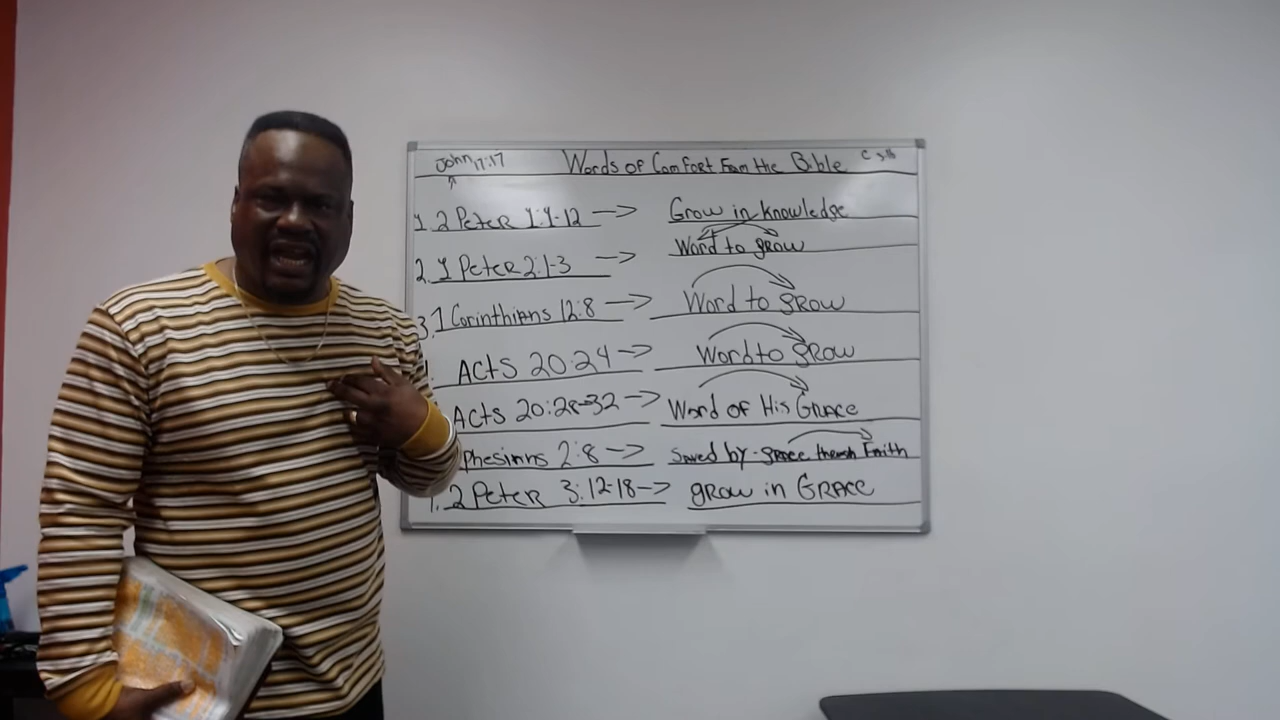 John 17:17 Words of Comfort From the Bible
1. 2 Peter 1:1-12 → Grow in Knowledge
2. 1 Peter 2:1-3 → Word to grow
3. 1 Corinthians 12:8 → Word to grow
Acts 20:24 → Word to grow
Acts 20:28-32 → Word of His Grace
phesians 2:8 → Saved by grace through Faith
2 Peter 3:12-18 → grow in Grace